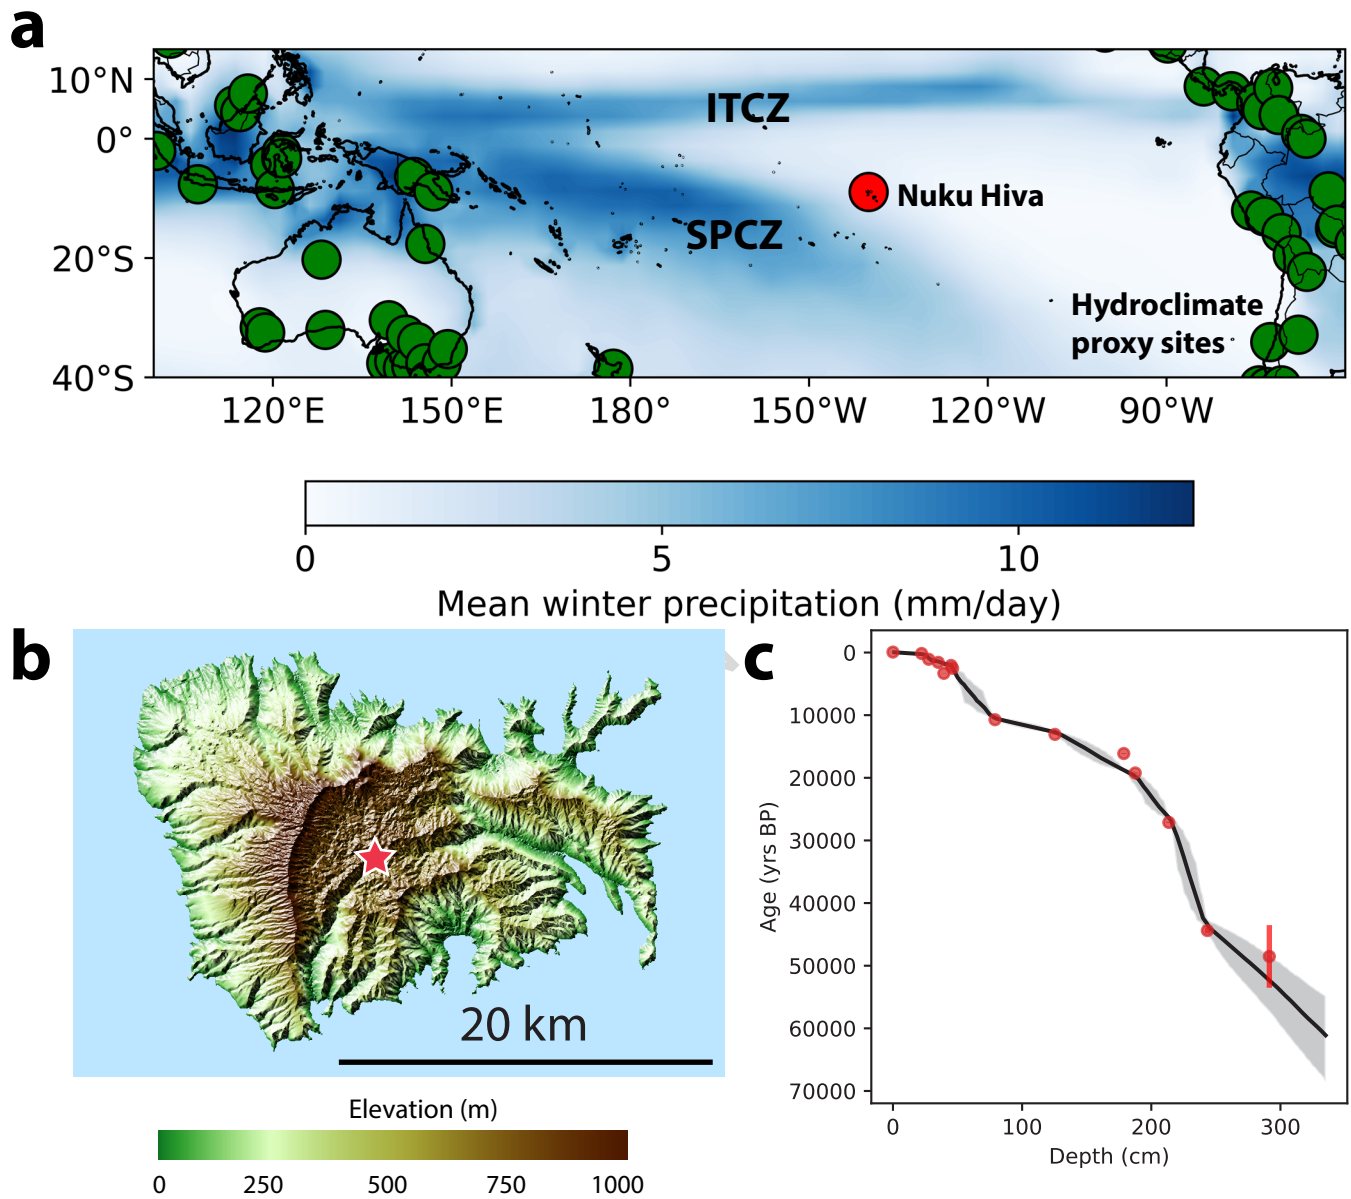 a
10°N
0°
20°S
40°S
ITCZ
SPCZ
Nuku Hiva
Hydroclimate
proxy sites
120°E 150°E 180° 150°W 120°W 90°W
0 5 10
Mean winter precipitation (mm/day)
b
20 km
Elevation (m)
0 250 500 750 1000
c
0
10000
20000
30000
40000
50000
60000
70000
Age (yrs BP)
0 100 200 300
Depth (cm)